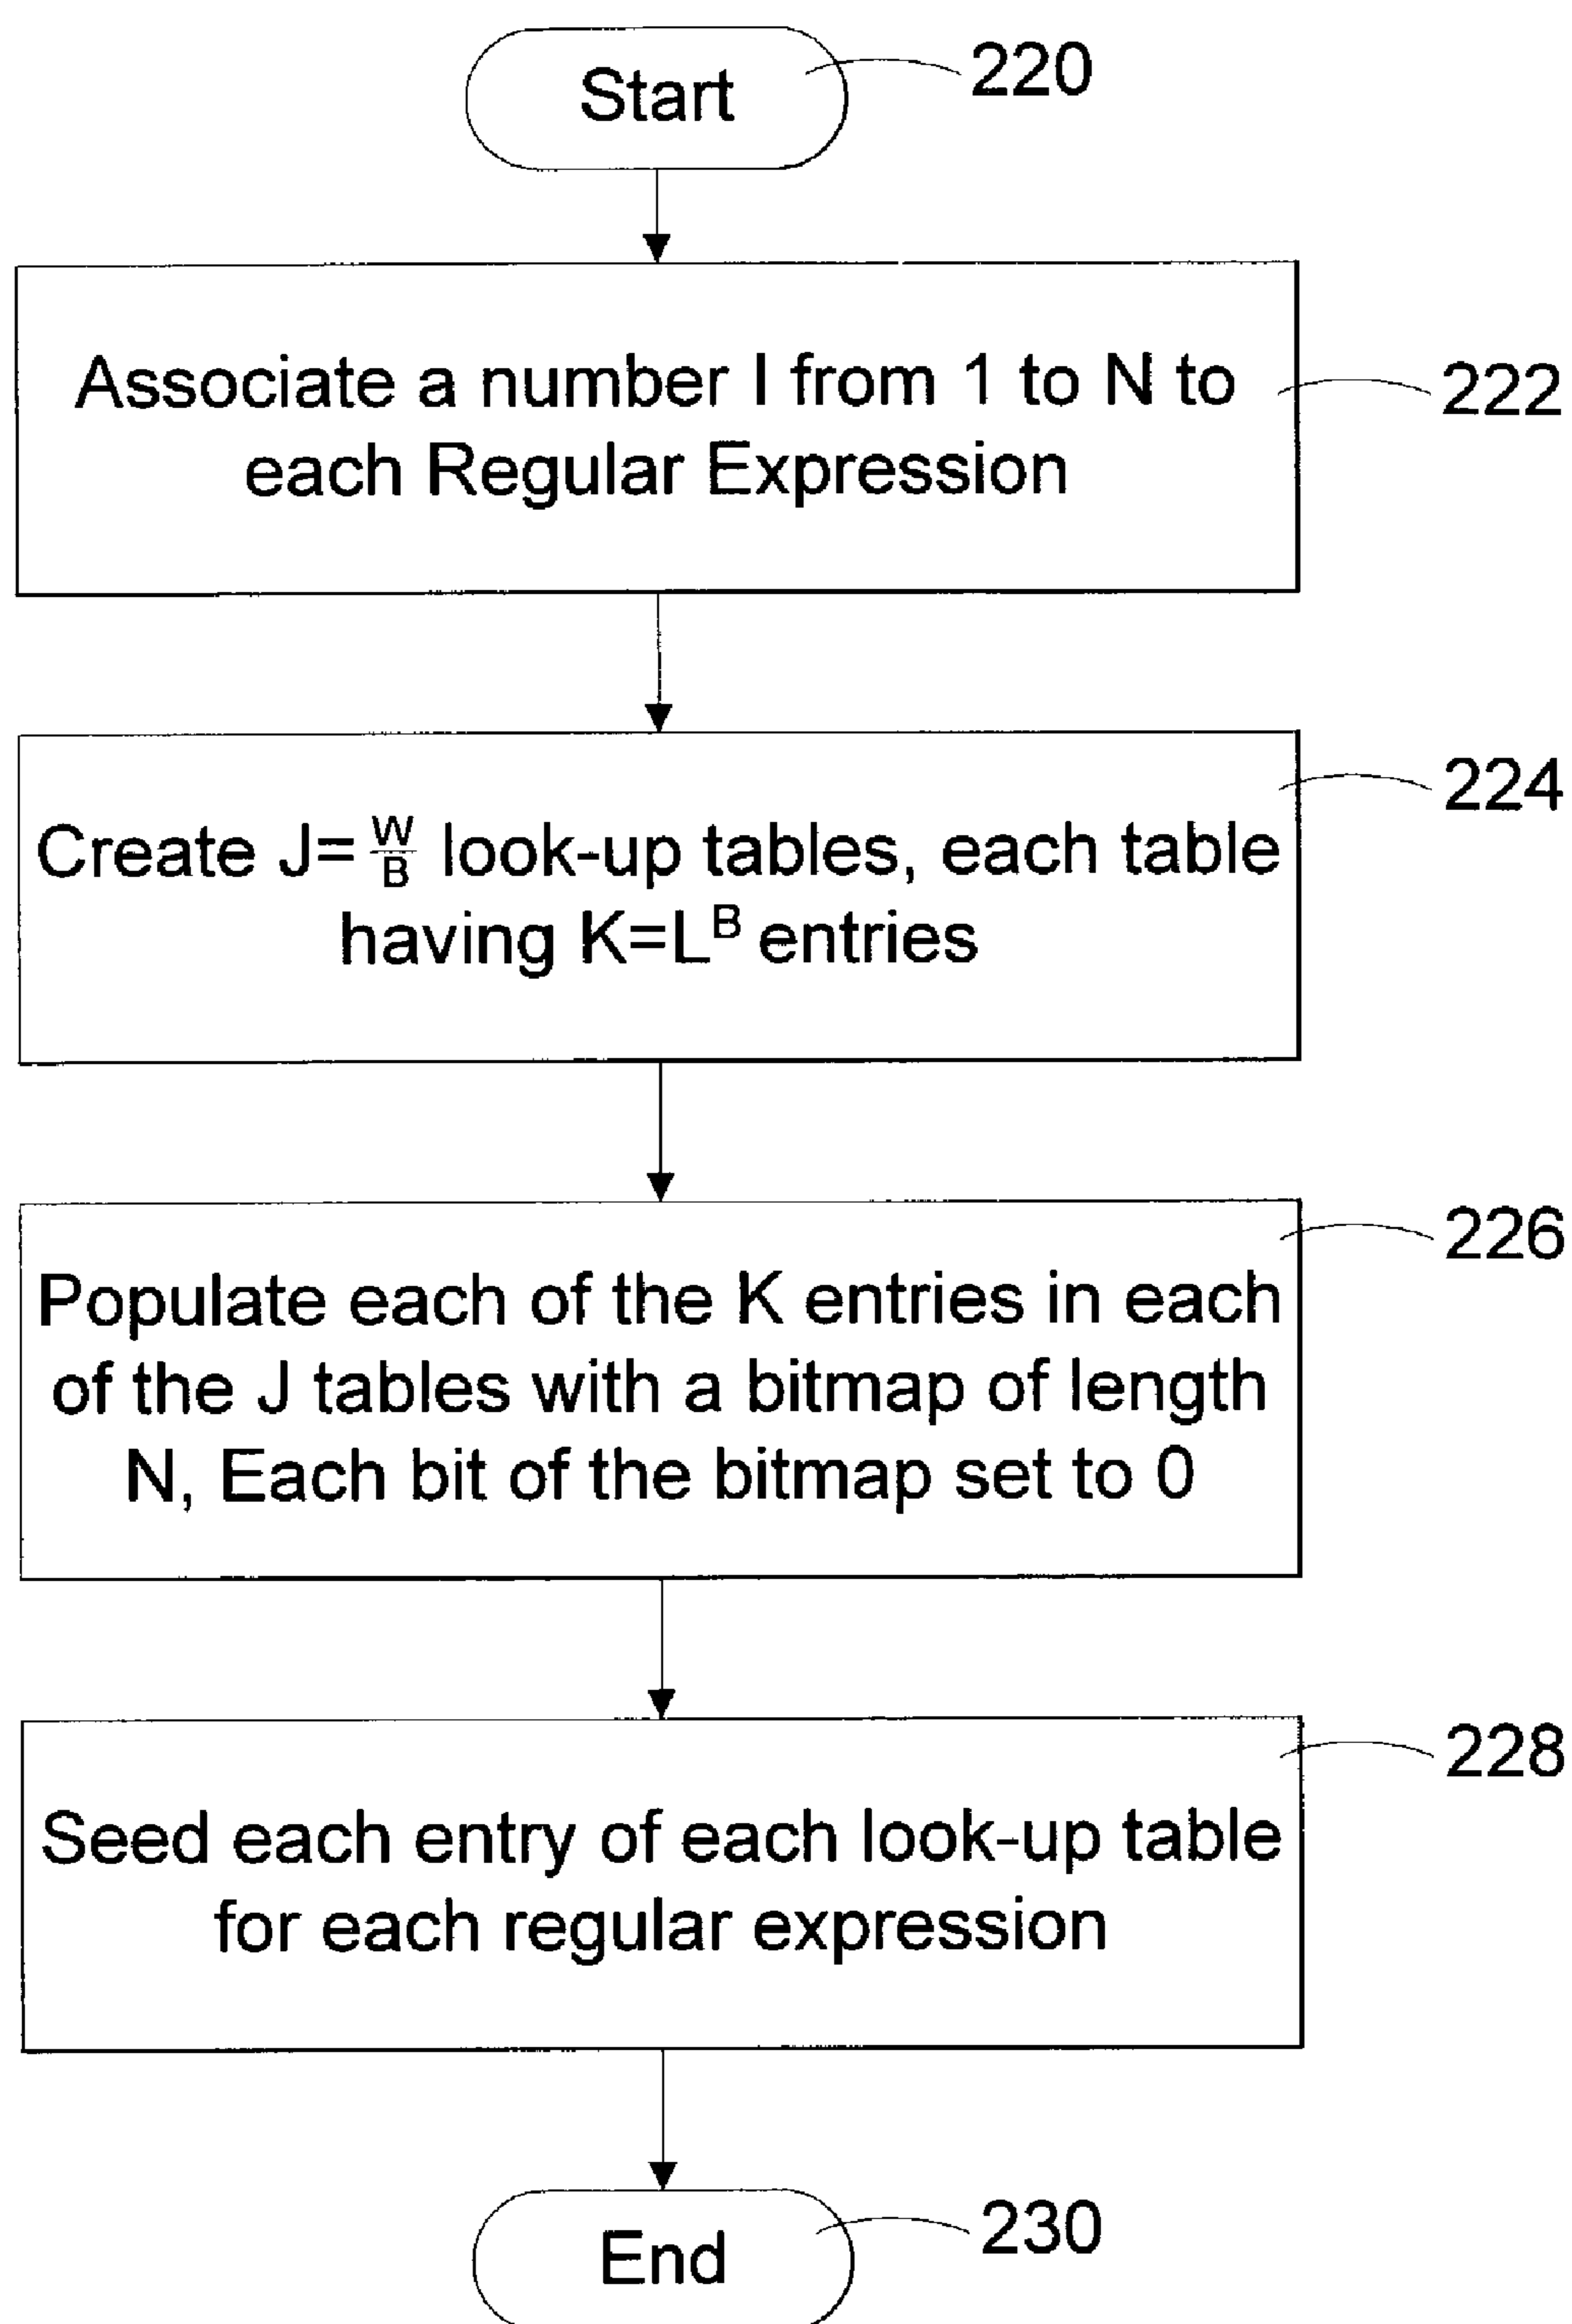 Start
220
Associate a number I from 1 to N to
each Regular Expression
222
224
Create J=W/B look-up tables, each table
having K=L^B entries
226
Populate each of the K entries in each
of the J tables with a bitmap of length
N, Each bit of the bitmap set to 0
228
Seed each entry of each look-up table
for each regular expression
End
230